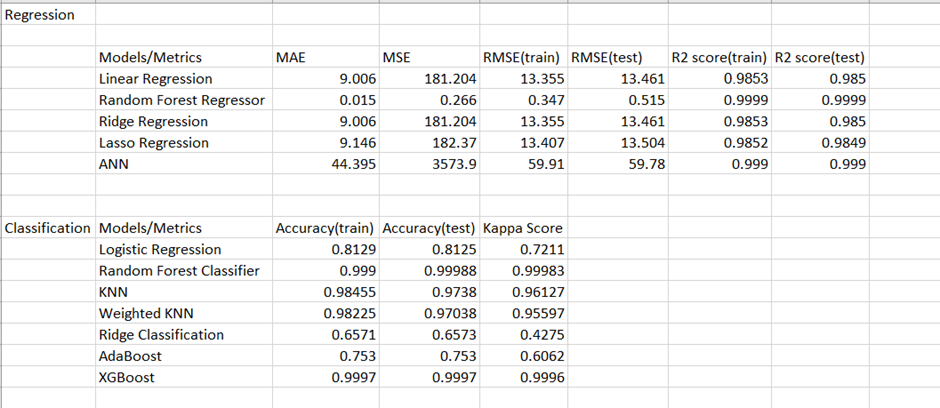 Regression
Models/Metrics MAE MSE RMSE(train) RMSE(test) R2 score(train) R2 score(test)
Linear Regression 9.006 181.204 13.355 13.461 0.9853 0.985
Random Forest Regressor 0.015 0.266 0.347 0.515 0.9999 0.9999
Ridge Regression 9.006 181.204 13.355 13.461 0.9853 0.985
Lasso Regression 9.146 182.37 13.407 13.504 0.9852 0.9849
ANN 44.395 3573.9 59.91 59.78 0.999 0.999
Classification Models/Metrics Accuracy(train) Accuracy(test) Kappa Score
Logistic Regression 0.8129 0.8125 0.7211
Random Forest Classifier 0.999 0.99988 0.99983
KNN 0.98455 0.9738 0.96127
Weighted KNN 0.98225 0.97038 0.95597
Ridge Classification 0.6571 0.6573 0.4275
AdaBoost 0.753 0.753 0.6062
XGBoost 0.9997 0.9997 0.9996